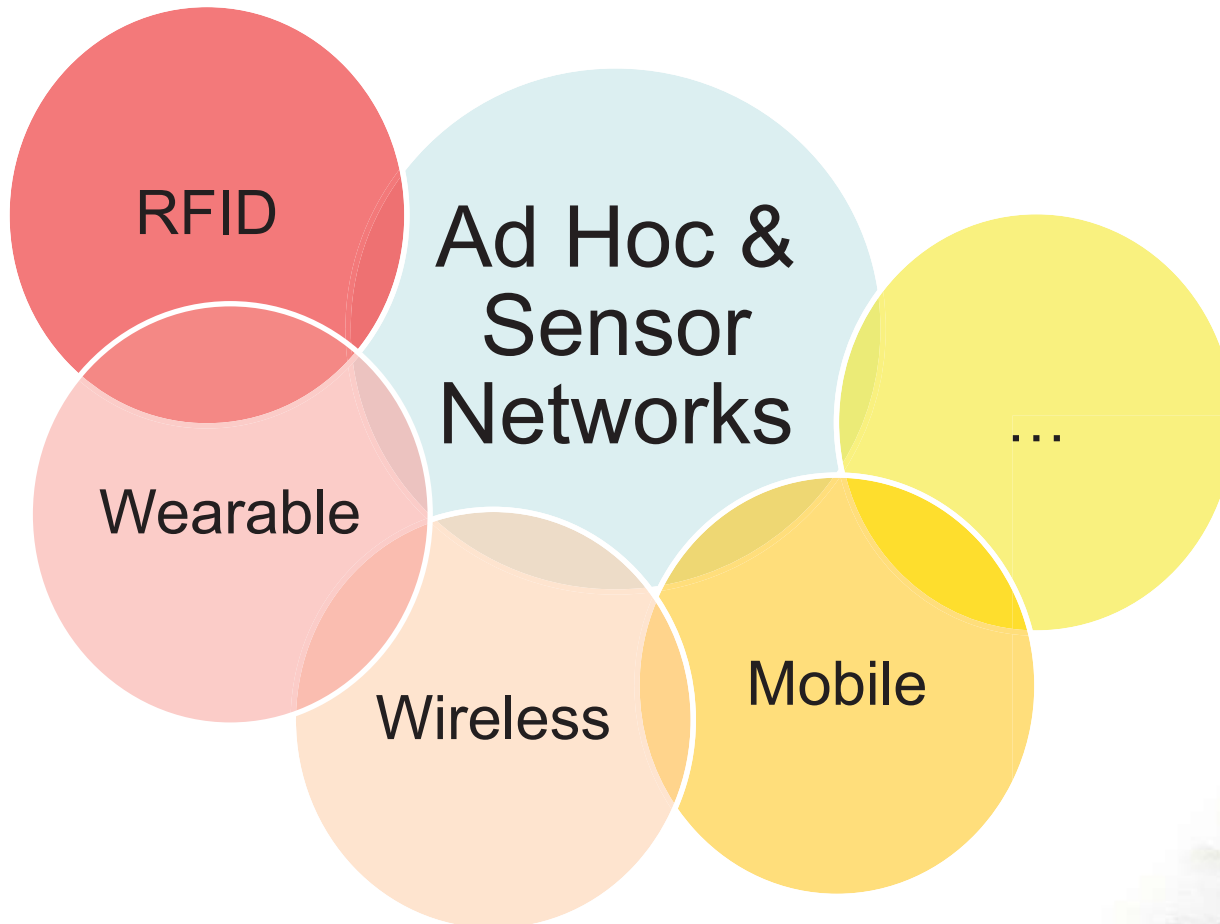 RFID
Ad Hoc &
Sensor
Networks
...
Wearable
Wireless
Mobile